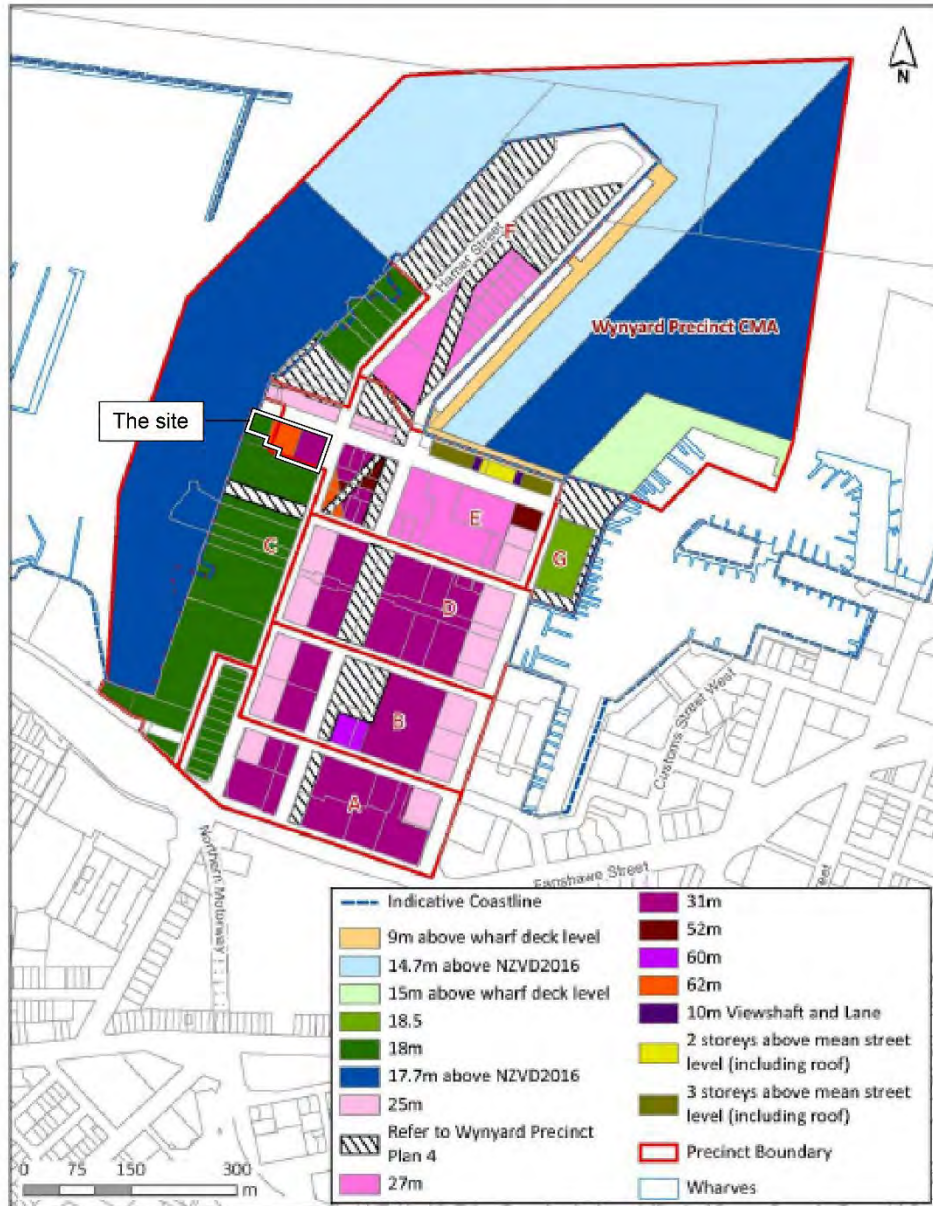 N
F
Hamer Street
Wynyard Precinct CMA
The site
E
G
C
D
B
A
Customs Street West
Northern Motorway
Fanshawe Street
Street
Indicative Coastline
9m above wharf deck level
14.7m above NZVD2016
15m above wharf deck level
18.5
18m
17.7m above NZVD2016
25m
Refer to Wynyard Precinct
Plan 4
27m
31m
52m
60m
62m
10m Viewshaft and Lane
2 storeys above mean street
level (including roof)
3 storeys above mean street
level (including roof)
Precinct Boundary
Wharves
0 75 150 300
m